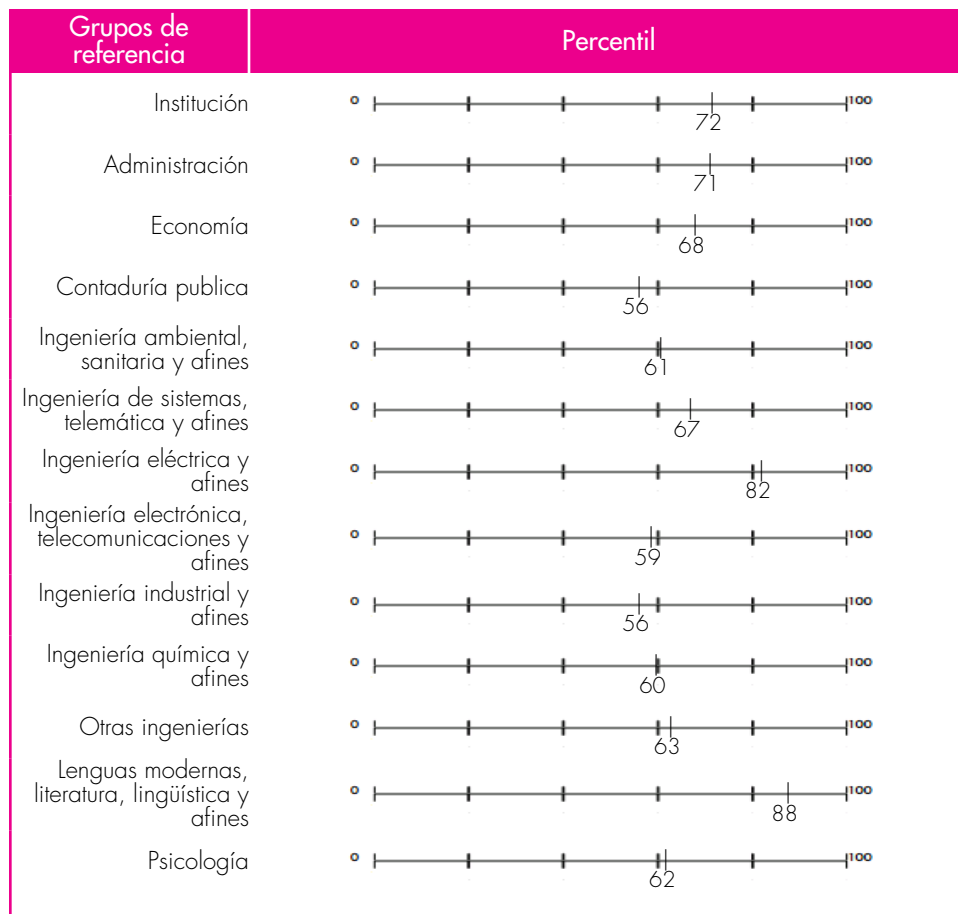 Grupos de
referencia
Percentil
Institución
0 100
72
Administración
0 100
71
Economía
0 100
68
Contaduría publica
0 100
56
Ingeniería ambiental,
sanitaria y afines
0 100
61
Ingeniería de sistemas,
telemática y afines
0 100
67
Ingeniería eléctrica y
afines
0 100
82
Ingeniería electrónica,
telecomunicaciones y
afines
0 100
59
Ingeniería industrial y
afines
0 100
56
Ingeniería química y
afines
0 100
60
Otras ingenierías
0 100
63
Lenguas modernas,
literatura, lingüística y
afines
0 100
88
Psicología
0 100
62